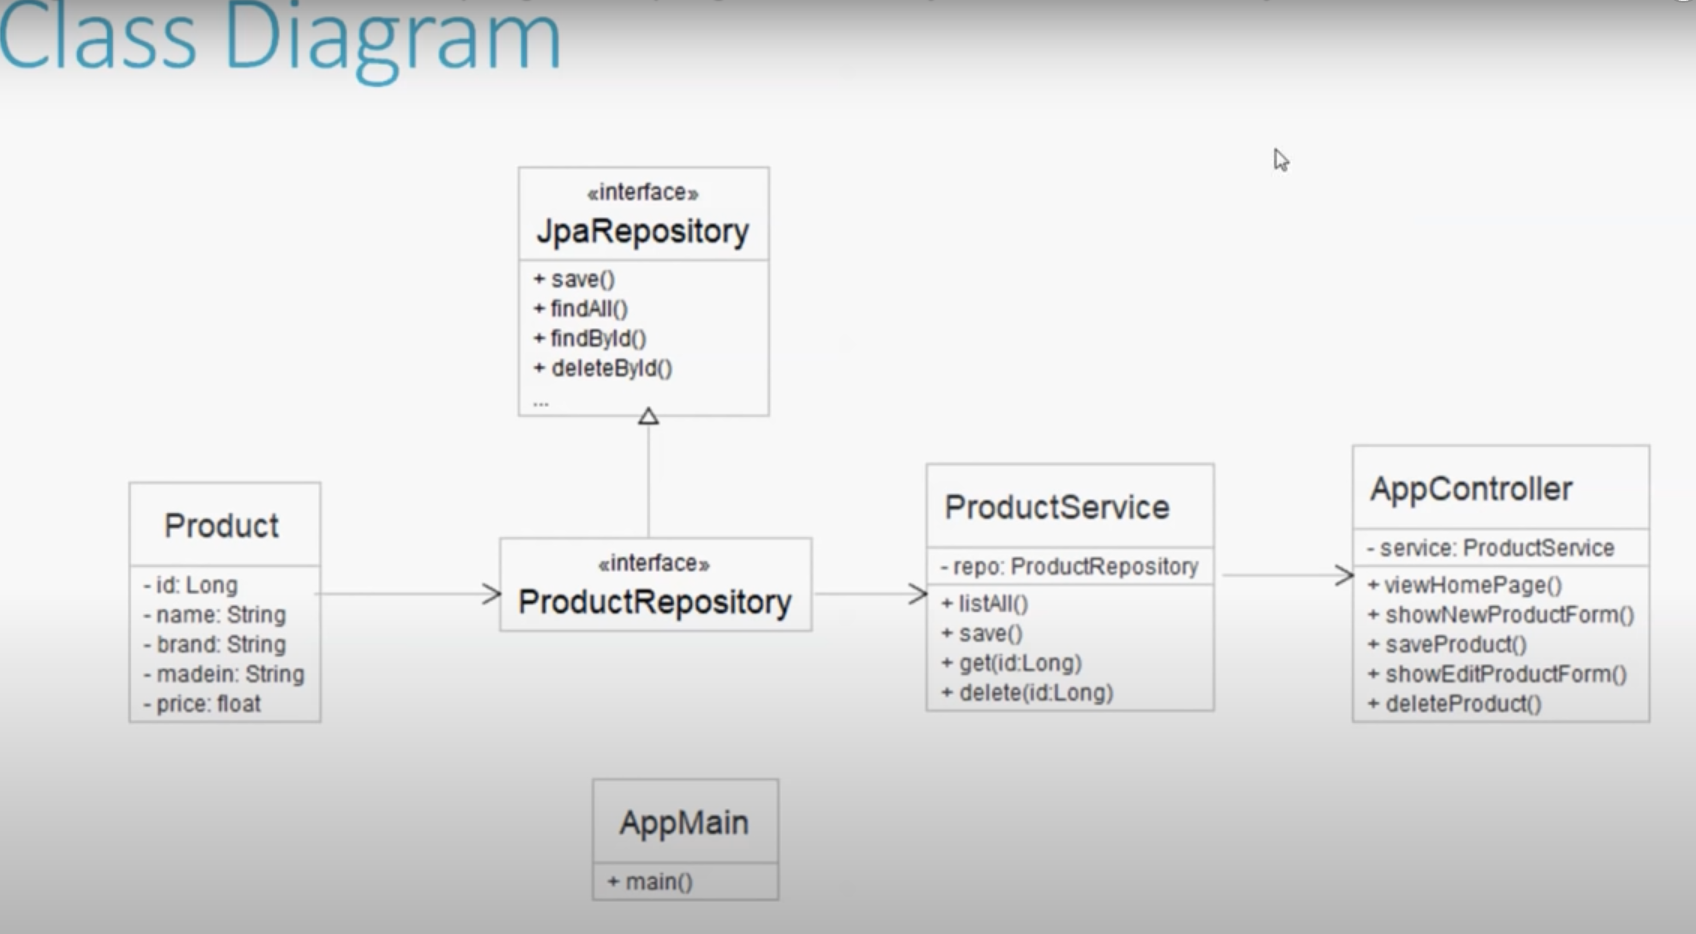 Class Diagram
«interface»
JpaRepository
+ save()
+ findAll()
+ findById()
+ deleteById()
...
Product
- id: Long
- name: String
- brand: String
- madein: String
- price: float
«interface»
ProductRepository
ProductService
- repo: ProductRepository
+ listAll()
+ save()
+ get(id:Long)
+ delete(id:Long)
AppController
- service: ProductService
+ viewHomePage()
+ showNewProductForm()
+ saveProduct()
+ showEditProductForm()
+ deleteProduct()
AppMain
+ main()